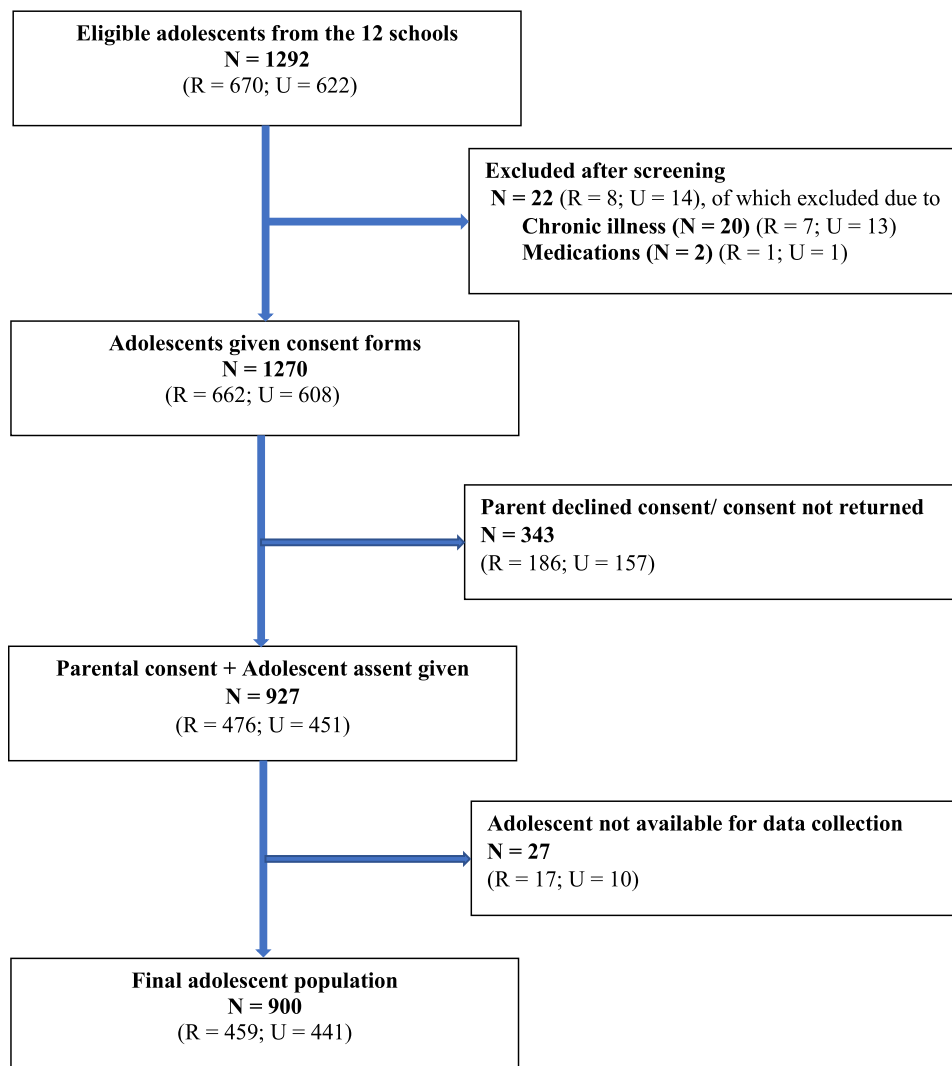 Eligible adolescents from the 12 schools
N = 1292
(R = 670; U = 622)
Excluded after screening
N = 22 (R = 8; U = 14), of which excluded due to
Chronic illness (N = 20) (R = 7; U = 13)
Medications (N = 2) (R = 1; U = 1)
Adolescents given consent forms
N = 1270
(R = 662; U = 608)
Parent declined consent/ consent not returned
N = 343
(R = 186; U = 157)
Parental consent + Adolescent assent given
N = 927
(R = 476; U = 451)
Adolescent not available for data collection
N = 27
(R = 17; U = 10)
Final adolescent population
N = 900
(R = 459; U = 441)